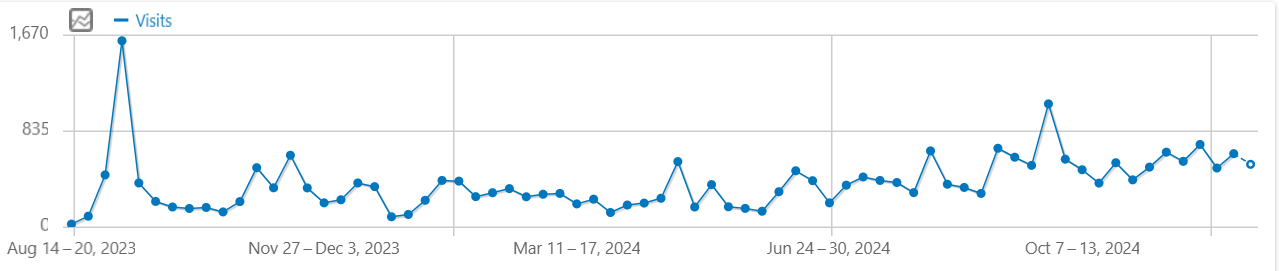 Visits
1,670
835
0
Aug 14 – 20, 2023
Nov 27 – Dec 3, 2023
Mar 11 – 17, 2024
Jun 24 – 30, 2024
Oct 7 – 13, 2024